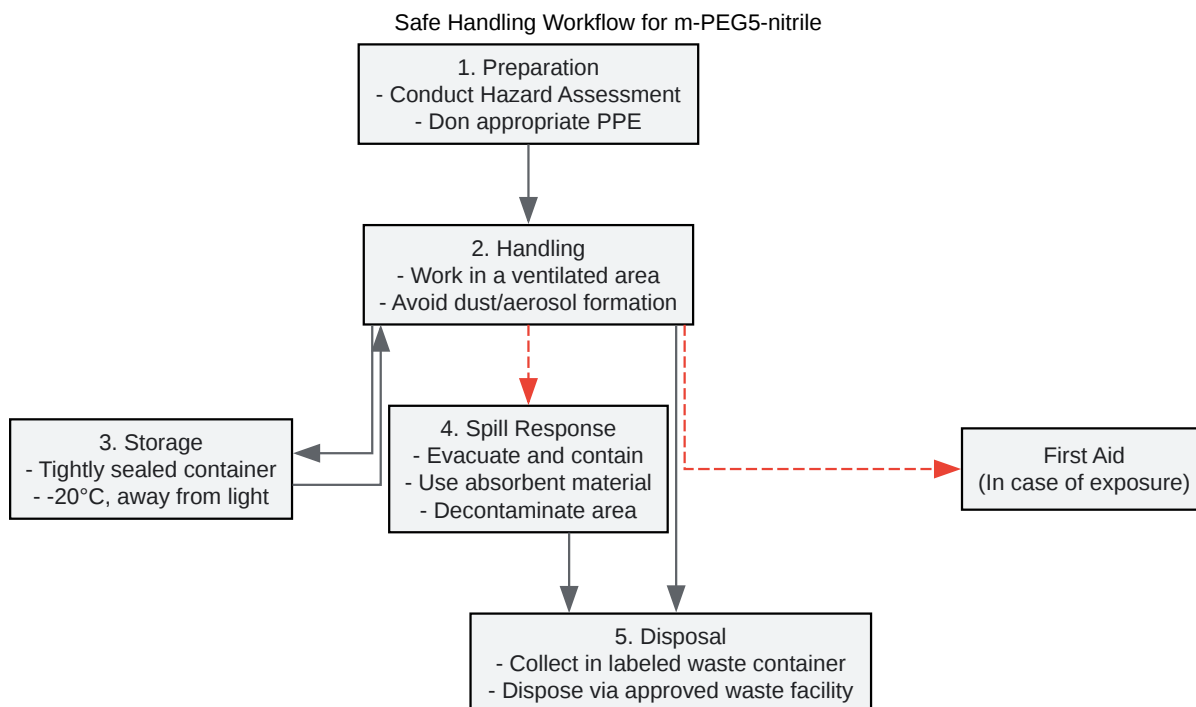 Safe Handling Workflow for m-PEG5-nitrile
1. Preparation
- Conduct Hazard Assessment
- Don appropriate PPE
2. Handling
- Work in a ventilated area
- Avoid dust/aerosol formation
3. Storage
- Tightly sealed container
- -20°C, away from light
4. Spill Response
- Evacuate and contain
- Use absorbent material
- Decontaminate area
First Aid
(In case of exposure)
5. Disposal
- Collect in labeled waste container
- Dispose via approved waste facility